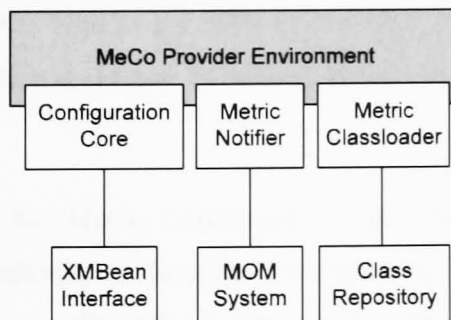 MeCo Provider Environment
Configuration
Core
Metric
Notifier
Metric
Classloader
XMBean
Interface
MOM
System
Class
Repository